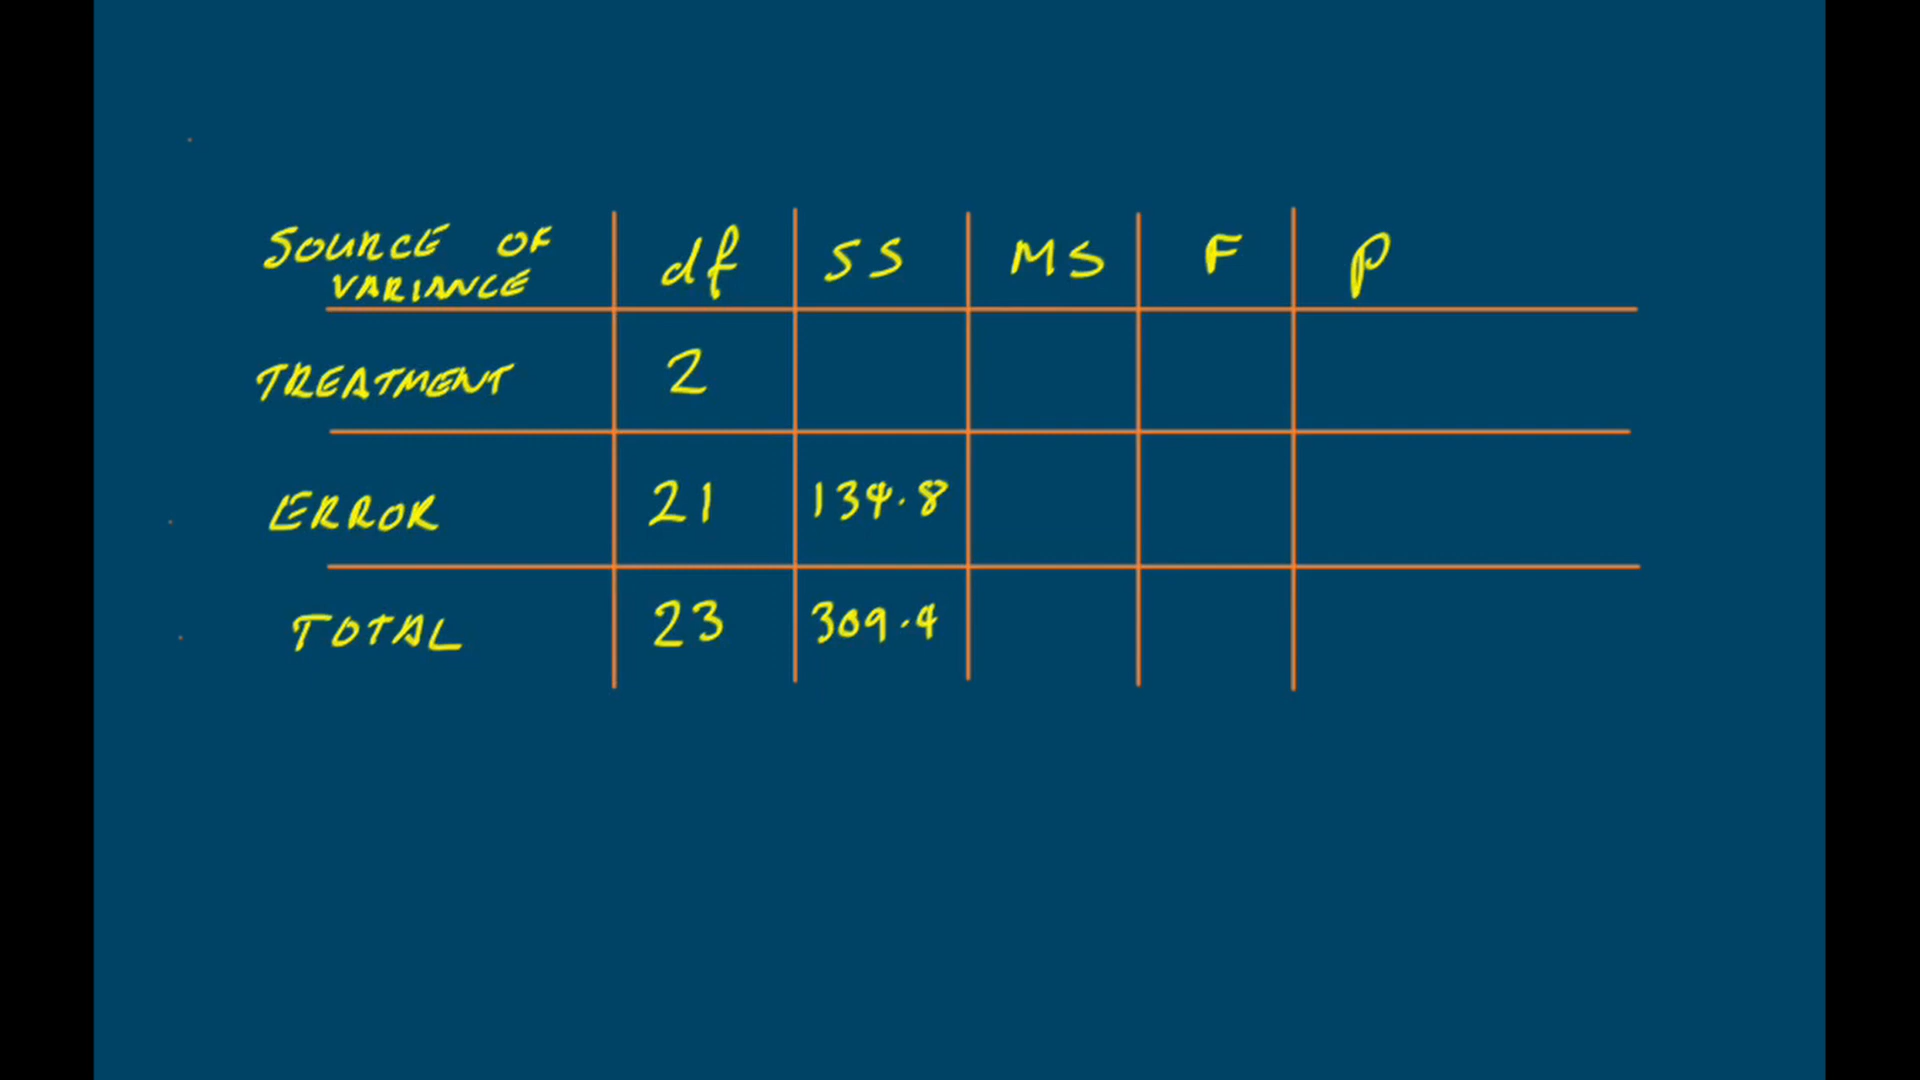 SOURCE OF
VARIANCE
df
SS
MS
F
p
TREATMENT
2
ERROR
21
134.8
TOTAL
23
309.4